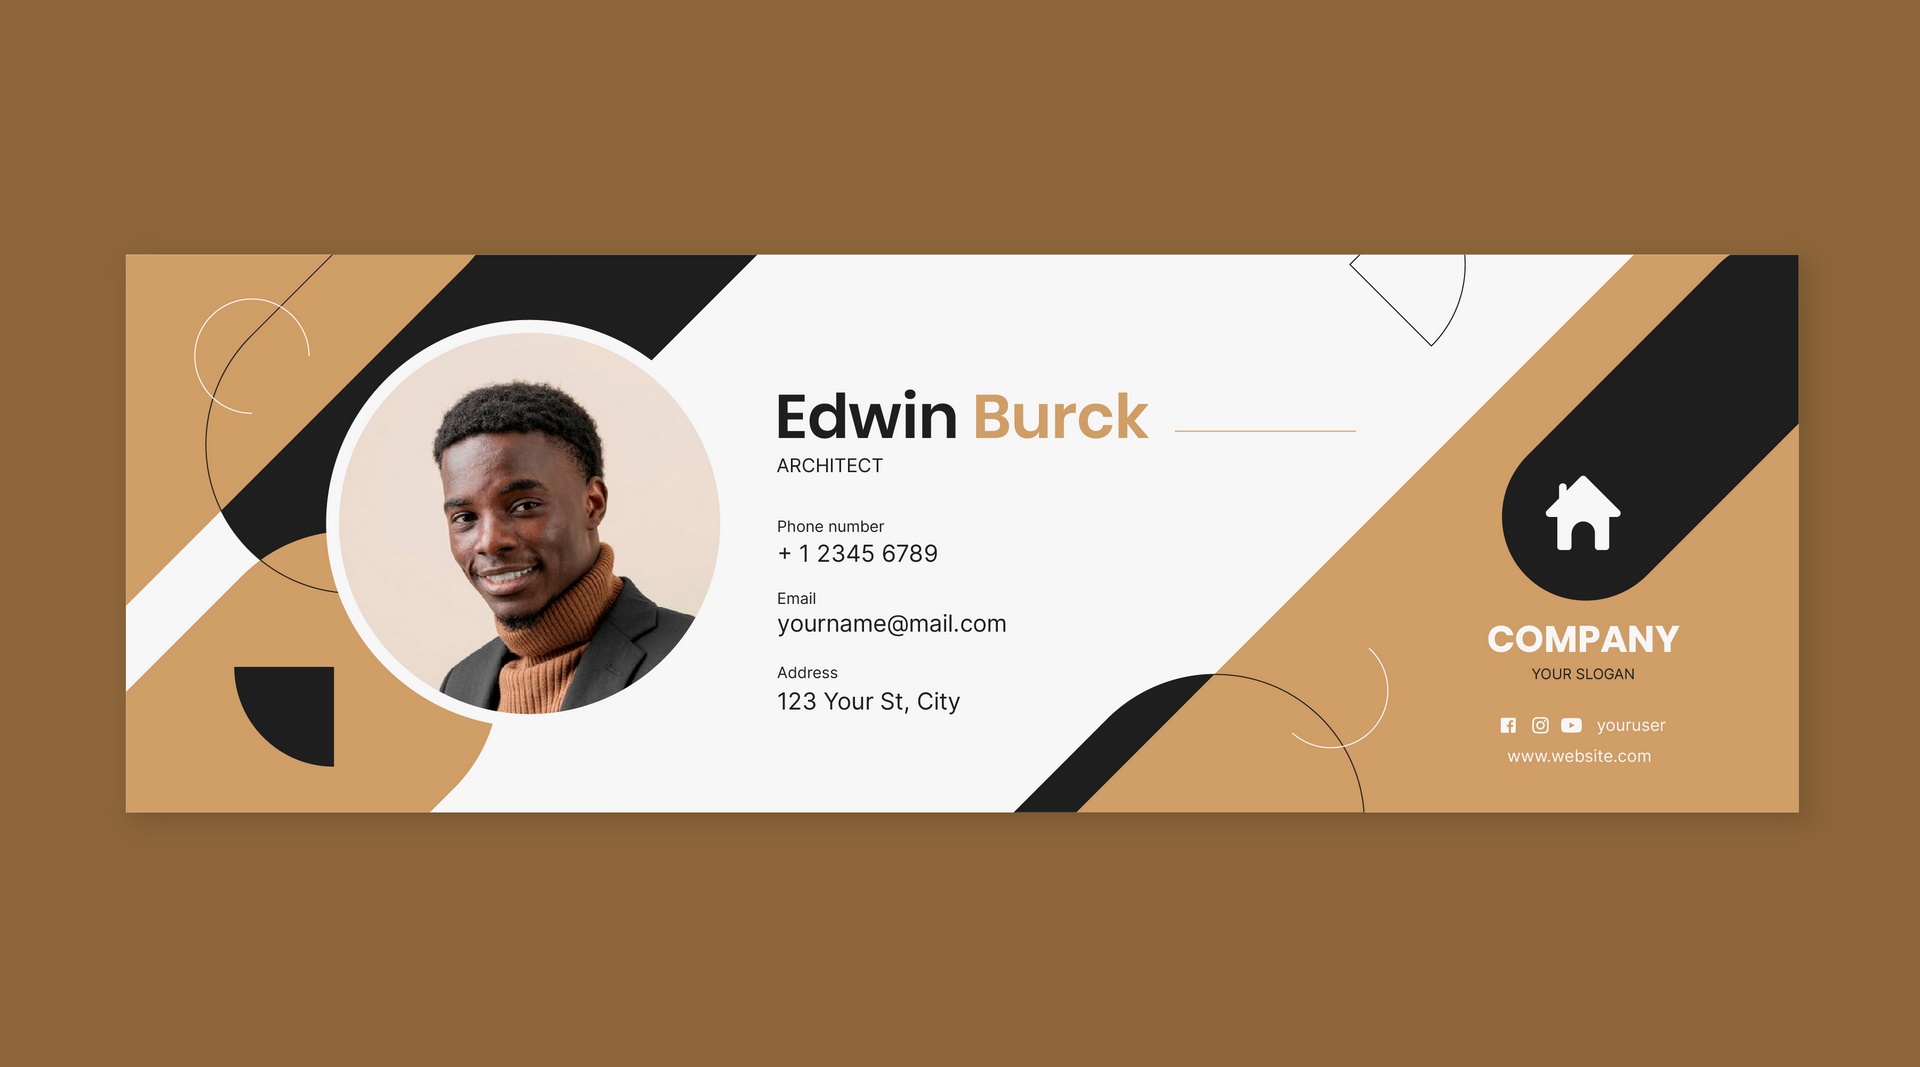 Edwin Burck
ARCHITECT
Phone number
+ 1 2345 6789
Email
yourname@mail.com
Address
123 Your St, City
COMPANY
YOUR SLOGAN
youruser
www.website.com